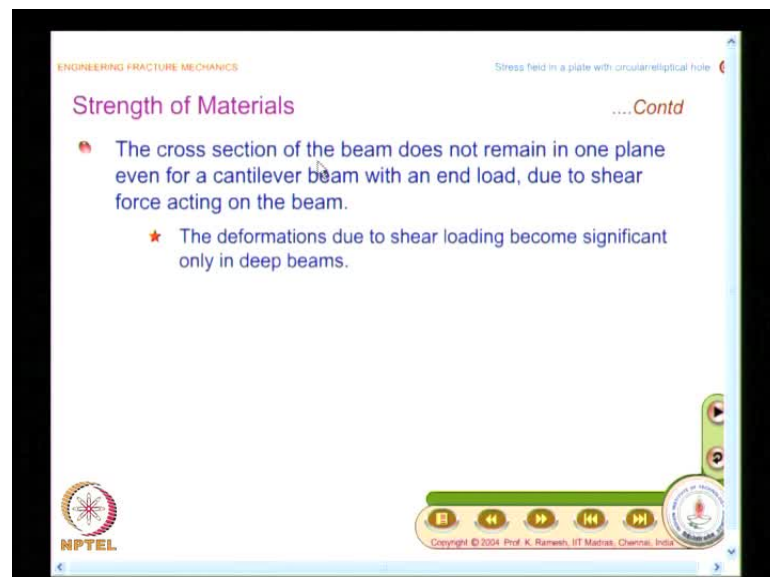 ENGINEERING FRACTURE MECHANICS
Stress field in a plate with circular/elliptical hole
Strength of Materials
....Contd
The cross section of the beam does not remain in one plane
even for a cantilever beam with an end load, due to shear
force acting on the beam.
The deformations due to shear loading become significant
only in deep beams.
NPTEL
Copyright © 2004 Prof. K. Ramesh, IIT Madras, Chennai, India